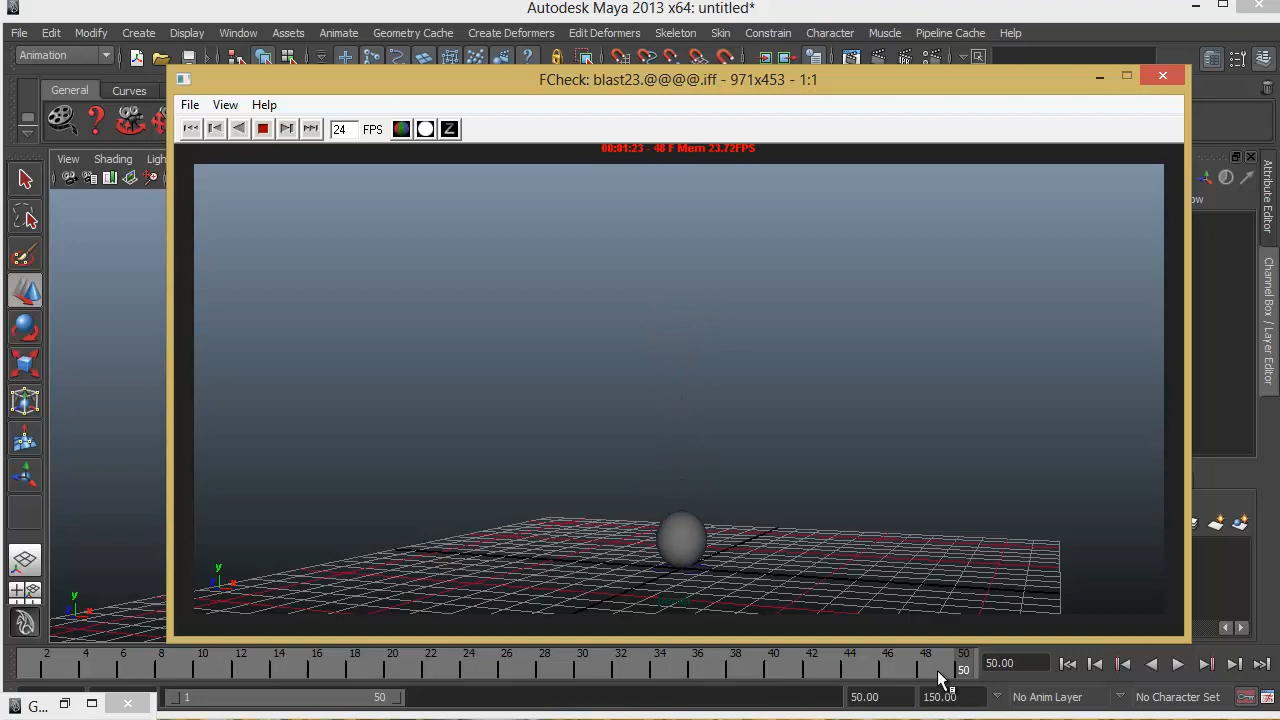 Autodesk Maya 2013 x64: untitled*
File Edit Modify Create Display Window Assets Animate Geometry Cache Create Deformers Edit Deformers Skeleton Skin Constrain Character Muscle Pipeline Cache Help
Animation
FCheck: blast23.@@@@.iff - 971x453 - 1:1
General Curves
File View Help
24 FPS Z
00:01:23 - 48 F Mem 23.72FPS
View Shading
Attribute Editor
Channel Box / Layer Editor
y x
y x
2 4 6 8 10 12 14 16 18 20 22 24 26 28 30 32 34 36 38 40 42 44 46 48 50
50
50.00
1 50
50.00 150.00 No Anim Layer No Character Set
G...